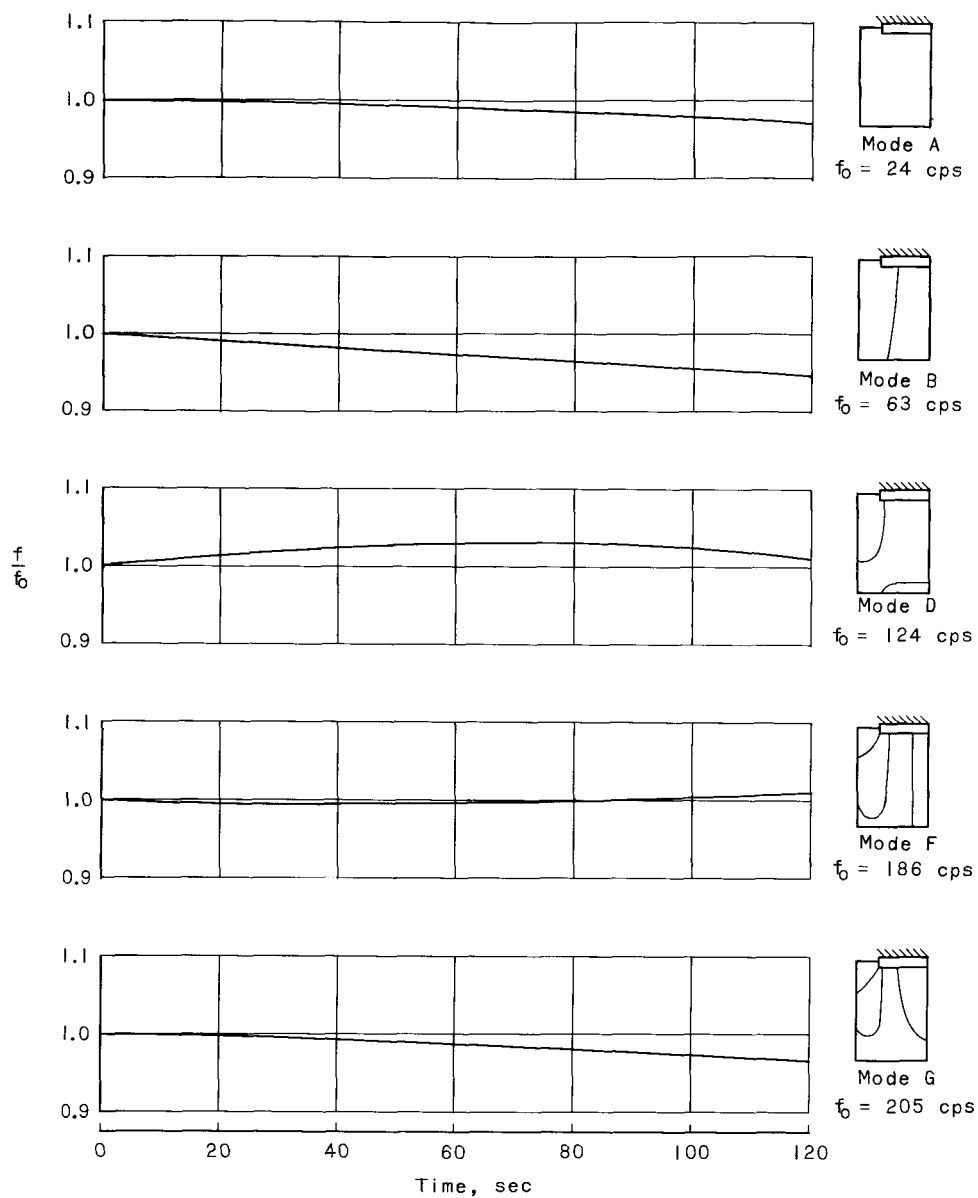 1.1
1.0
0.9
Mode A
f₀ = 24 cps
1.1
1.0
0.9
Mode B
f₀ = 63 cps
1.1
1.0
0.9
f
f₀
Mode D
f₀ = 124 cps
1.1
1.0
0.9
Mode F
f₀ = 186 cps
1.1
1.0
0.9
Mode G
f₀ = 205 cps
0 20 40 60 80 100 120
Time, sec